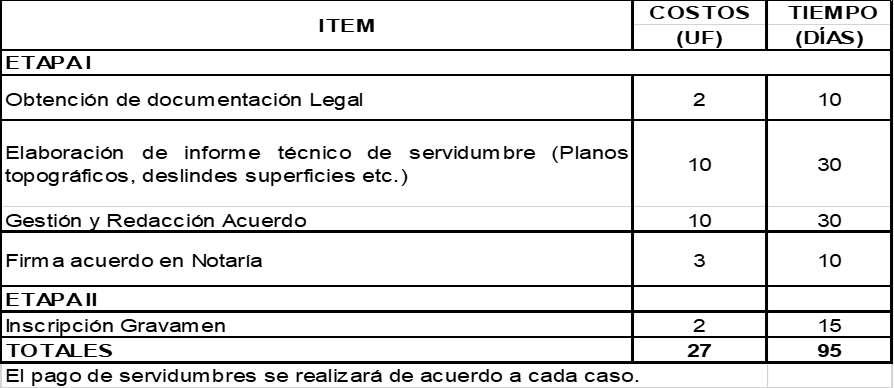 ITEM COSTOS (UF) TIEMPO (DÍAS)
ETAPA I
Obtención de documentación Legal 2 10
Elaboración de informe técnico de servidumbre (Planos
topográficos, deslindes superficies etc.) 10 30
Gestión y Redacción Acuerdo 10 30
Firma acuerdo en Notaría 3 10
ETAPA II
Inscripción Gravamen 2 15
TOTALES 27 95
El pago de servidumbres se realizará de acuerdo a cada caso.